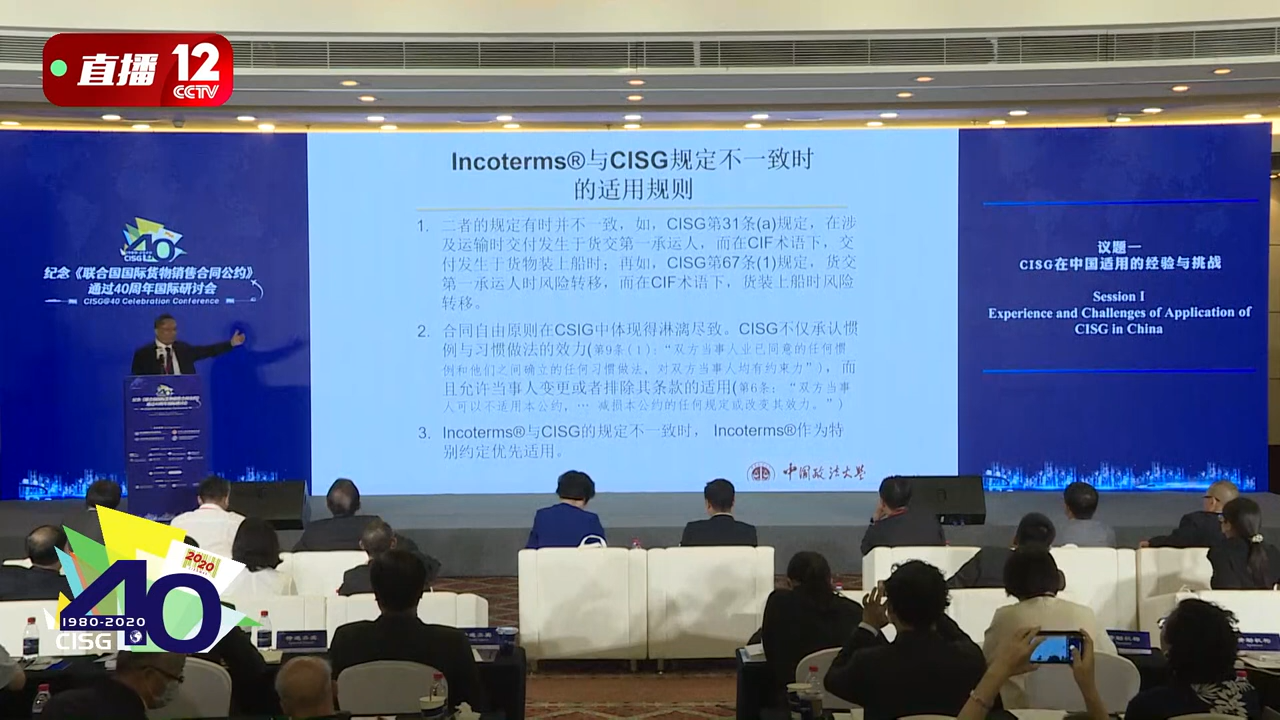 直播 12
CCTV
Incoterms®与CISG规定不一致时
的适用规则
1. 二者的规定有时并不一致，如，CISG第31条(a)规定，在涉
及运输时交付发生于货交第一承运人，而在CIF术语下，交
付发生于货物装上船时；再如，CISG第67条(1)规定，货交
第一承运人时风险转移，而在CIF术语下，货装上船时风险
转移。
2. 合同自由原则在CSIG中体现得淋漓尽致。CISG不仅承认惯
例与习惯做法的效力(第9条(1)：“双方当事人业已同意的任何惯
例和他们之间确立的任何习惯做法，对双方当事人均有约束力”)，而
且允许当事人变更或者排除其条款的适用(第6条：“双方当事
人可以不适用本公约，… 减损本公约的任何规定或改变其效力。”)
3. Incoterms®与CISG的规定不一致时， Incoterms®作为特
别约定优先适用。
中国政法大学
40
CISG
纪念《联合国国际货物销售合同公约》
通过40周年国际研讨会
CISG@40 Celebration Conference
议题一
CISG在中国适用的经验与挑战
Session I
Experience and Challenges of Application of
CISG in China
2020
40
1980-2020
CISG